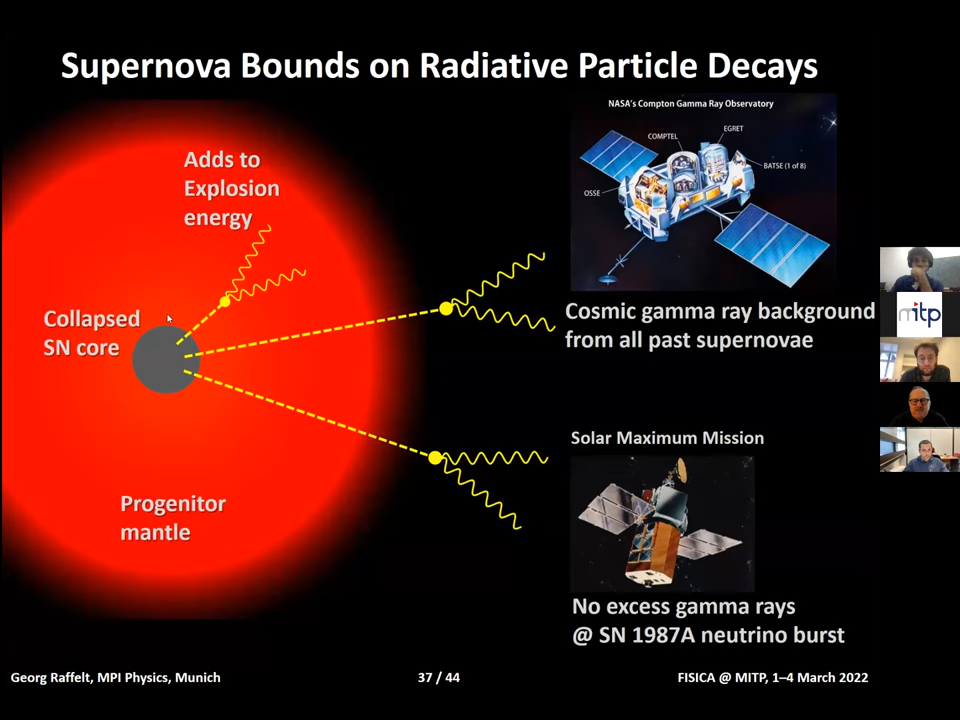 Supernova Bounds on Radiative Particle Decays
NASA's Compton Gamma Ray Observatory
COMPTEL
EGRET
BATSE (1 of 8)
OSSE
Adds to
Explosion
energy
Collapsed
SN core
Cosmic gamma ray background
from all past supernovae
mitp
Solar Maximum Mission
Progenitor
mantle
No excess gamma rays
@ SN 1987A neutrino burst
Georg Raffelt, MPI Physics, Munich
37 / 44
FISICA @ MITP, 1–4 March 2022